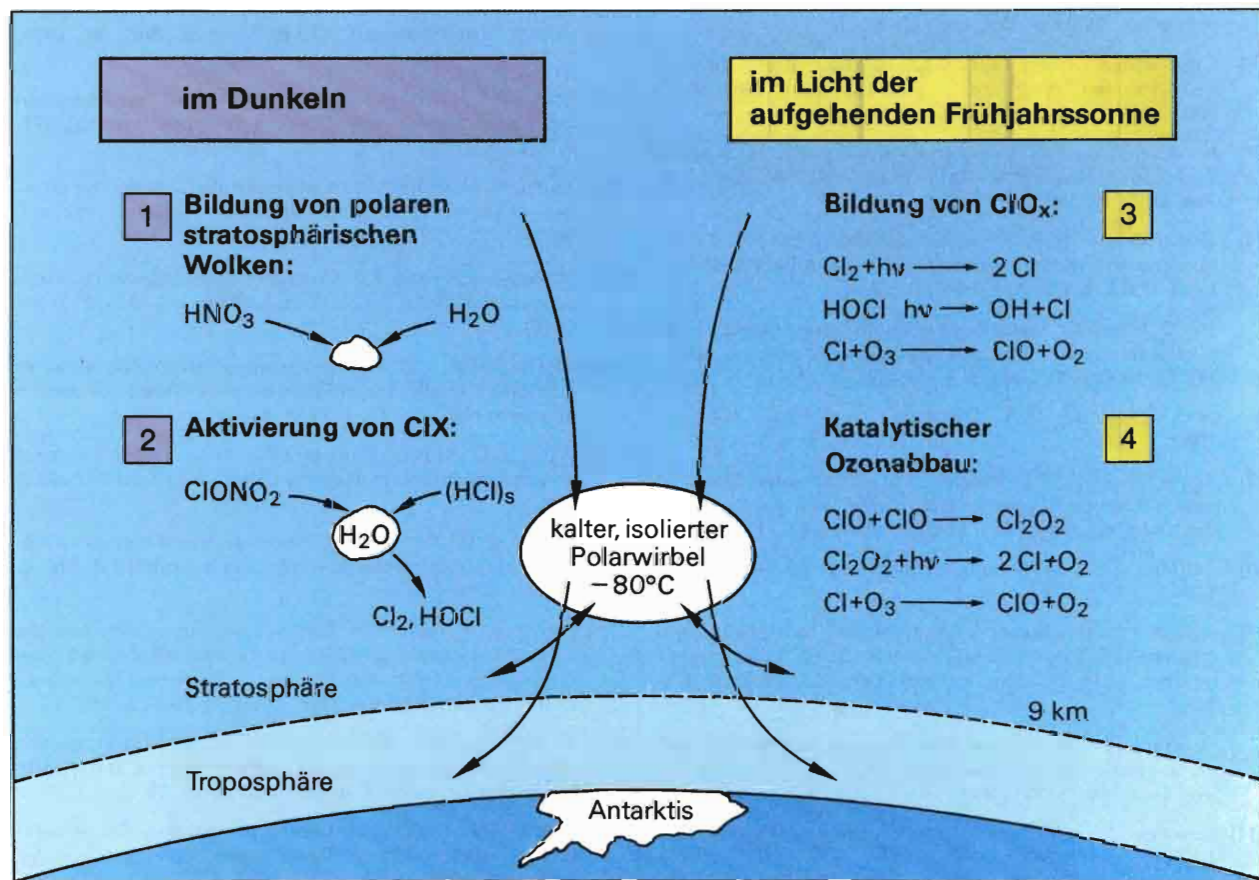 im Dunkeln
1
Bildung von polaren
stratosphärischen
Wolken:
HNO₃ H₂O
2
Aktivierung von ClX:
ClONO₂ (HCl)ₛ
H₂O
Cl₂, HOCl
im Licht der
aufgehenden Frühjahrssonne
Bildung von ClOₓ:
3
Cl₂+hν → 2 Cl
HOCl hν → OH+Cl
Cl+O₃ → ClO+O₂
Katalytischer
Ozonabbau:
4
ClO+ClO → Cl₂O₂
Cl₂O₂+hν → 2 Cl+O₂
Cl+O₃ → ClO+O₂
kalter, isolierter
Polarwirbel
−80°C
Stratosphäre
9 km
Troposphäre
Antarktis